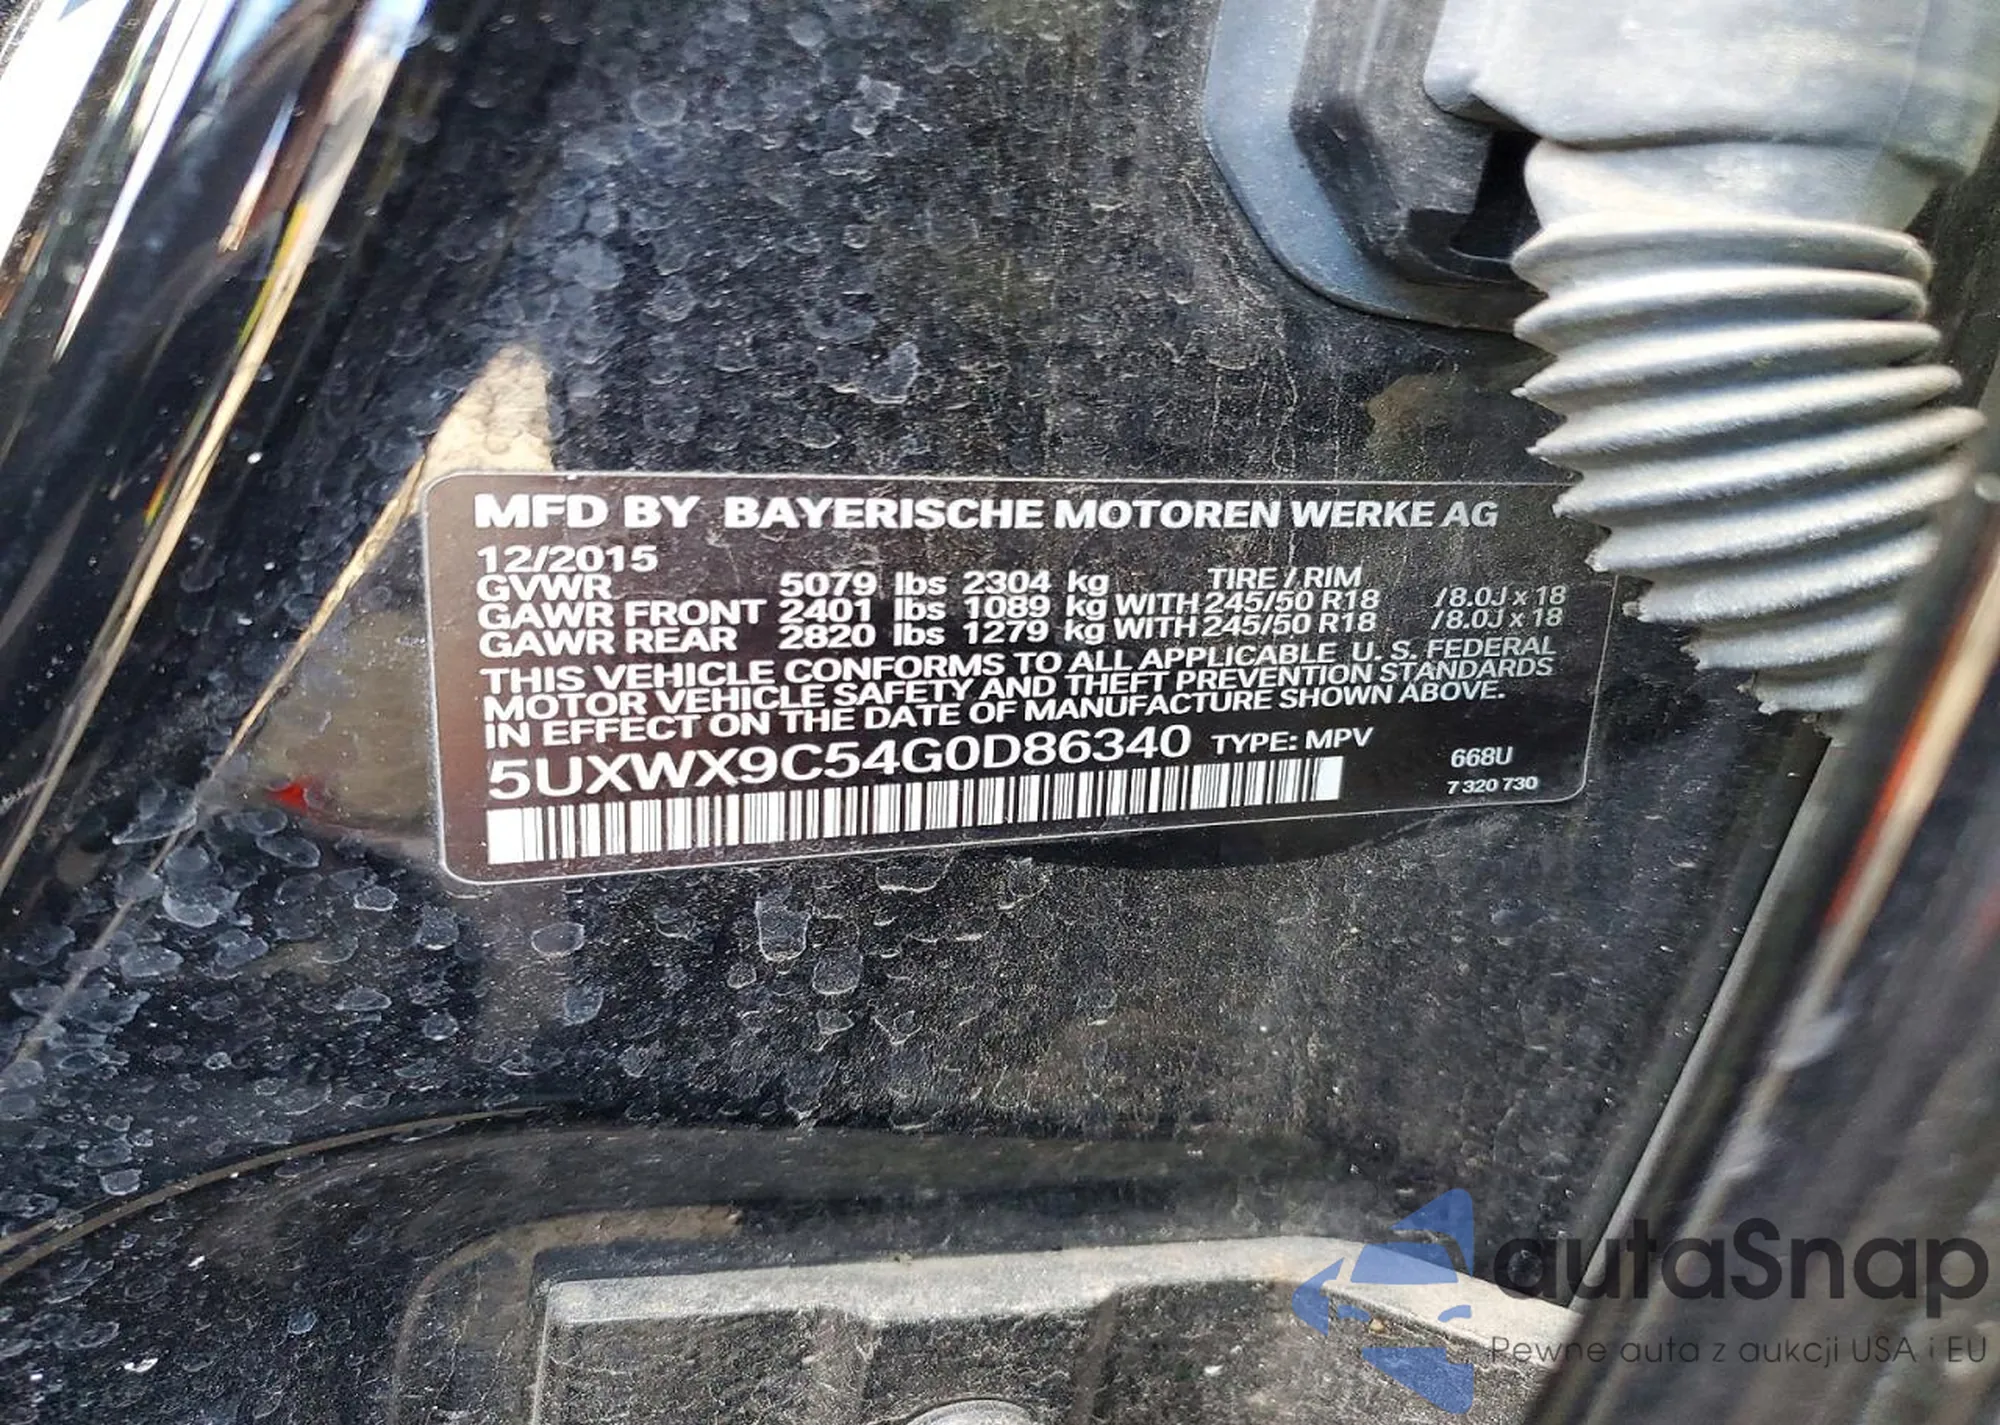 MFD BY BAYERISCHE MOTOREN WERKE AG
12/2015
GVWR 5079 lbs 2304 kg TIRE / RIM
GAWR FRONT 2401 lbs 1089 kg WITH 245/50 R18 /8.0J x 18
GAWR REAR 2820 lbs 1279 kg WITH 245/50 R18 /8.0J x 18
THIS VEHICLE CONFORMS TO ALL APPLICABLE U. S. FEDERAL
MOTOR VEHICLE SAFETY AND THEFT PREVENTION STANDARDS
IN EFFECT ON THE DATE OF MANUFACTURE SHOWN ABOVE.
5UXWX9C54G0D86340 TYPE: MPV 668U
7 320 730
autaSnap
Pewne auta z aukcji USA i EU